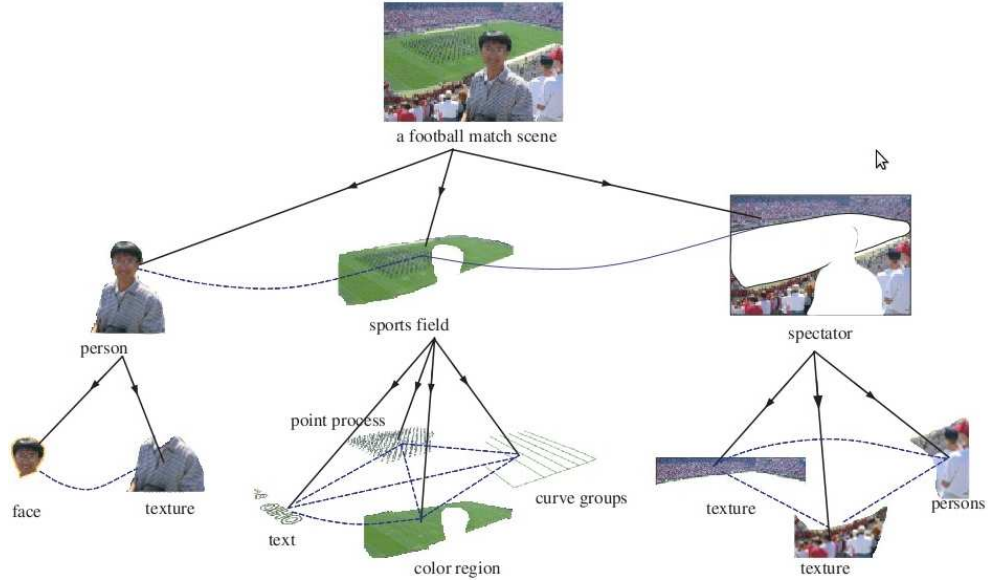 a football match scene
sports field
spectator
person
point process
face
texture
curve groups
texture
persons
text
color region
texture